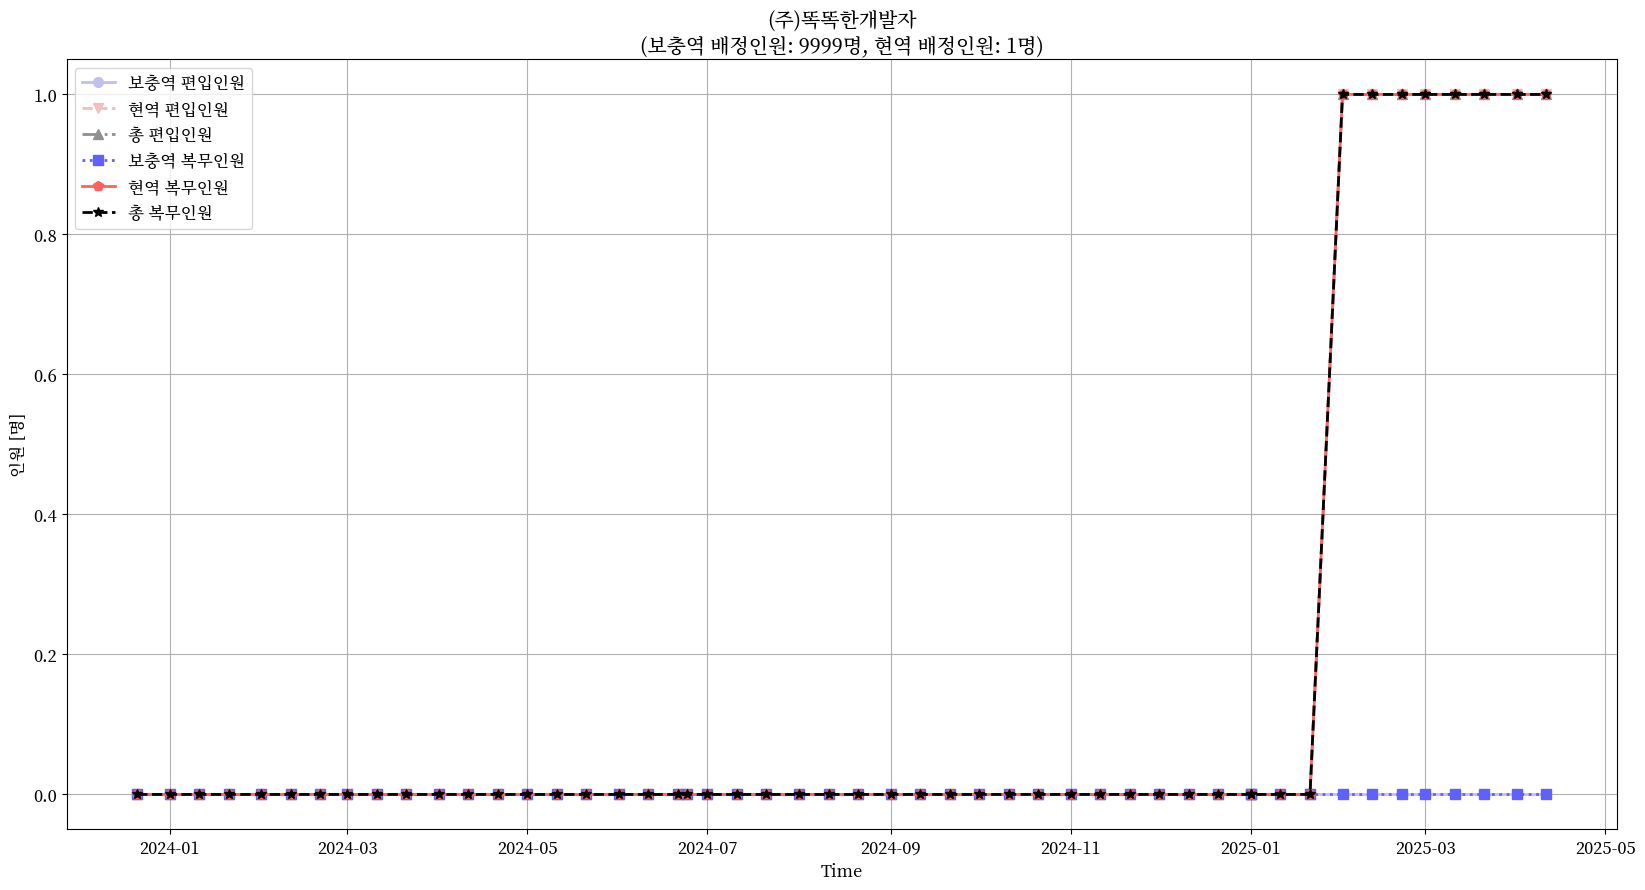 (주)똑똑한개발자
(보충역 배정인원: 9999명, 현역 배정인원: 1명)
보충역 편입인원
현역 편입인원
총 편입인원
보충역 복무인원
현역 복무인원
총 복무인원
1.0
0.8
0.6
0.4
0.2
0.0
인원 [명]
2024-01
2024-03
2024-05
2024-07
2024-09
2024-11
2025-01
2025-03
2025-05
Time